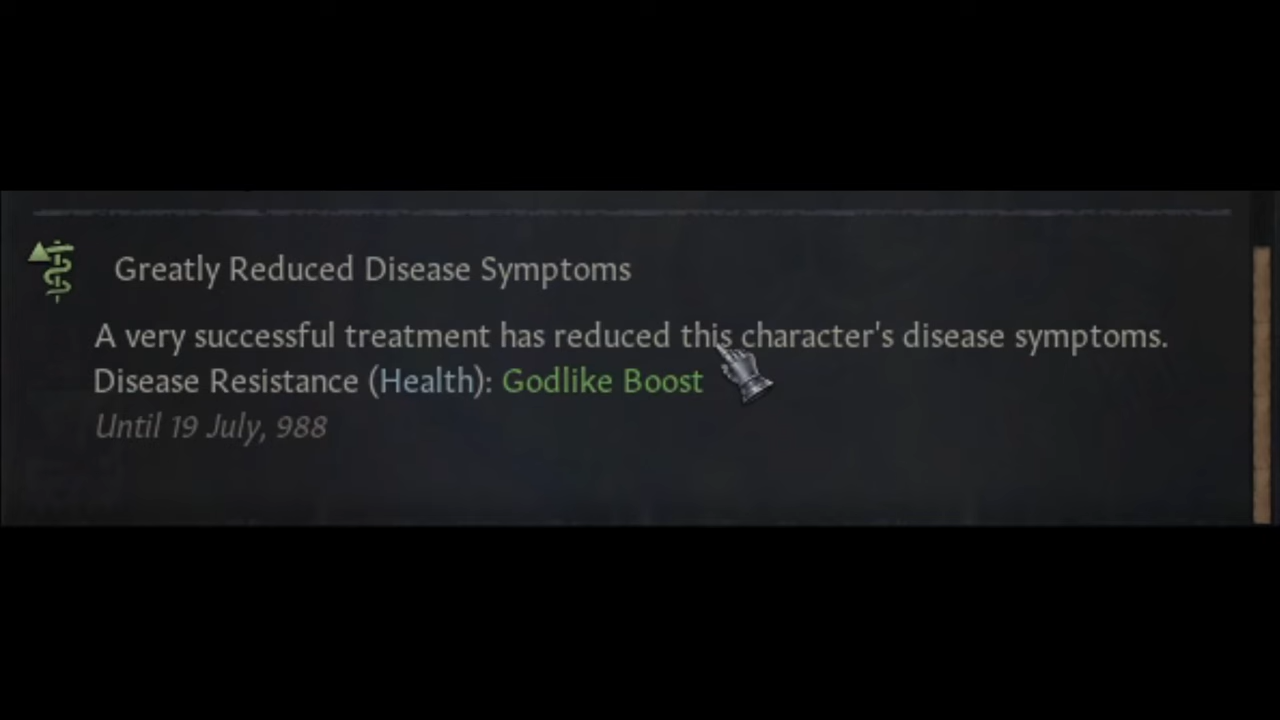 Greatly Reduced Disease Symptoms
A very successful treatment has reduced this character's disease symptoms.
Disease Resistance (Health): Godlike Boost
Until 19 July, 988